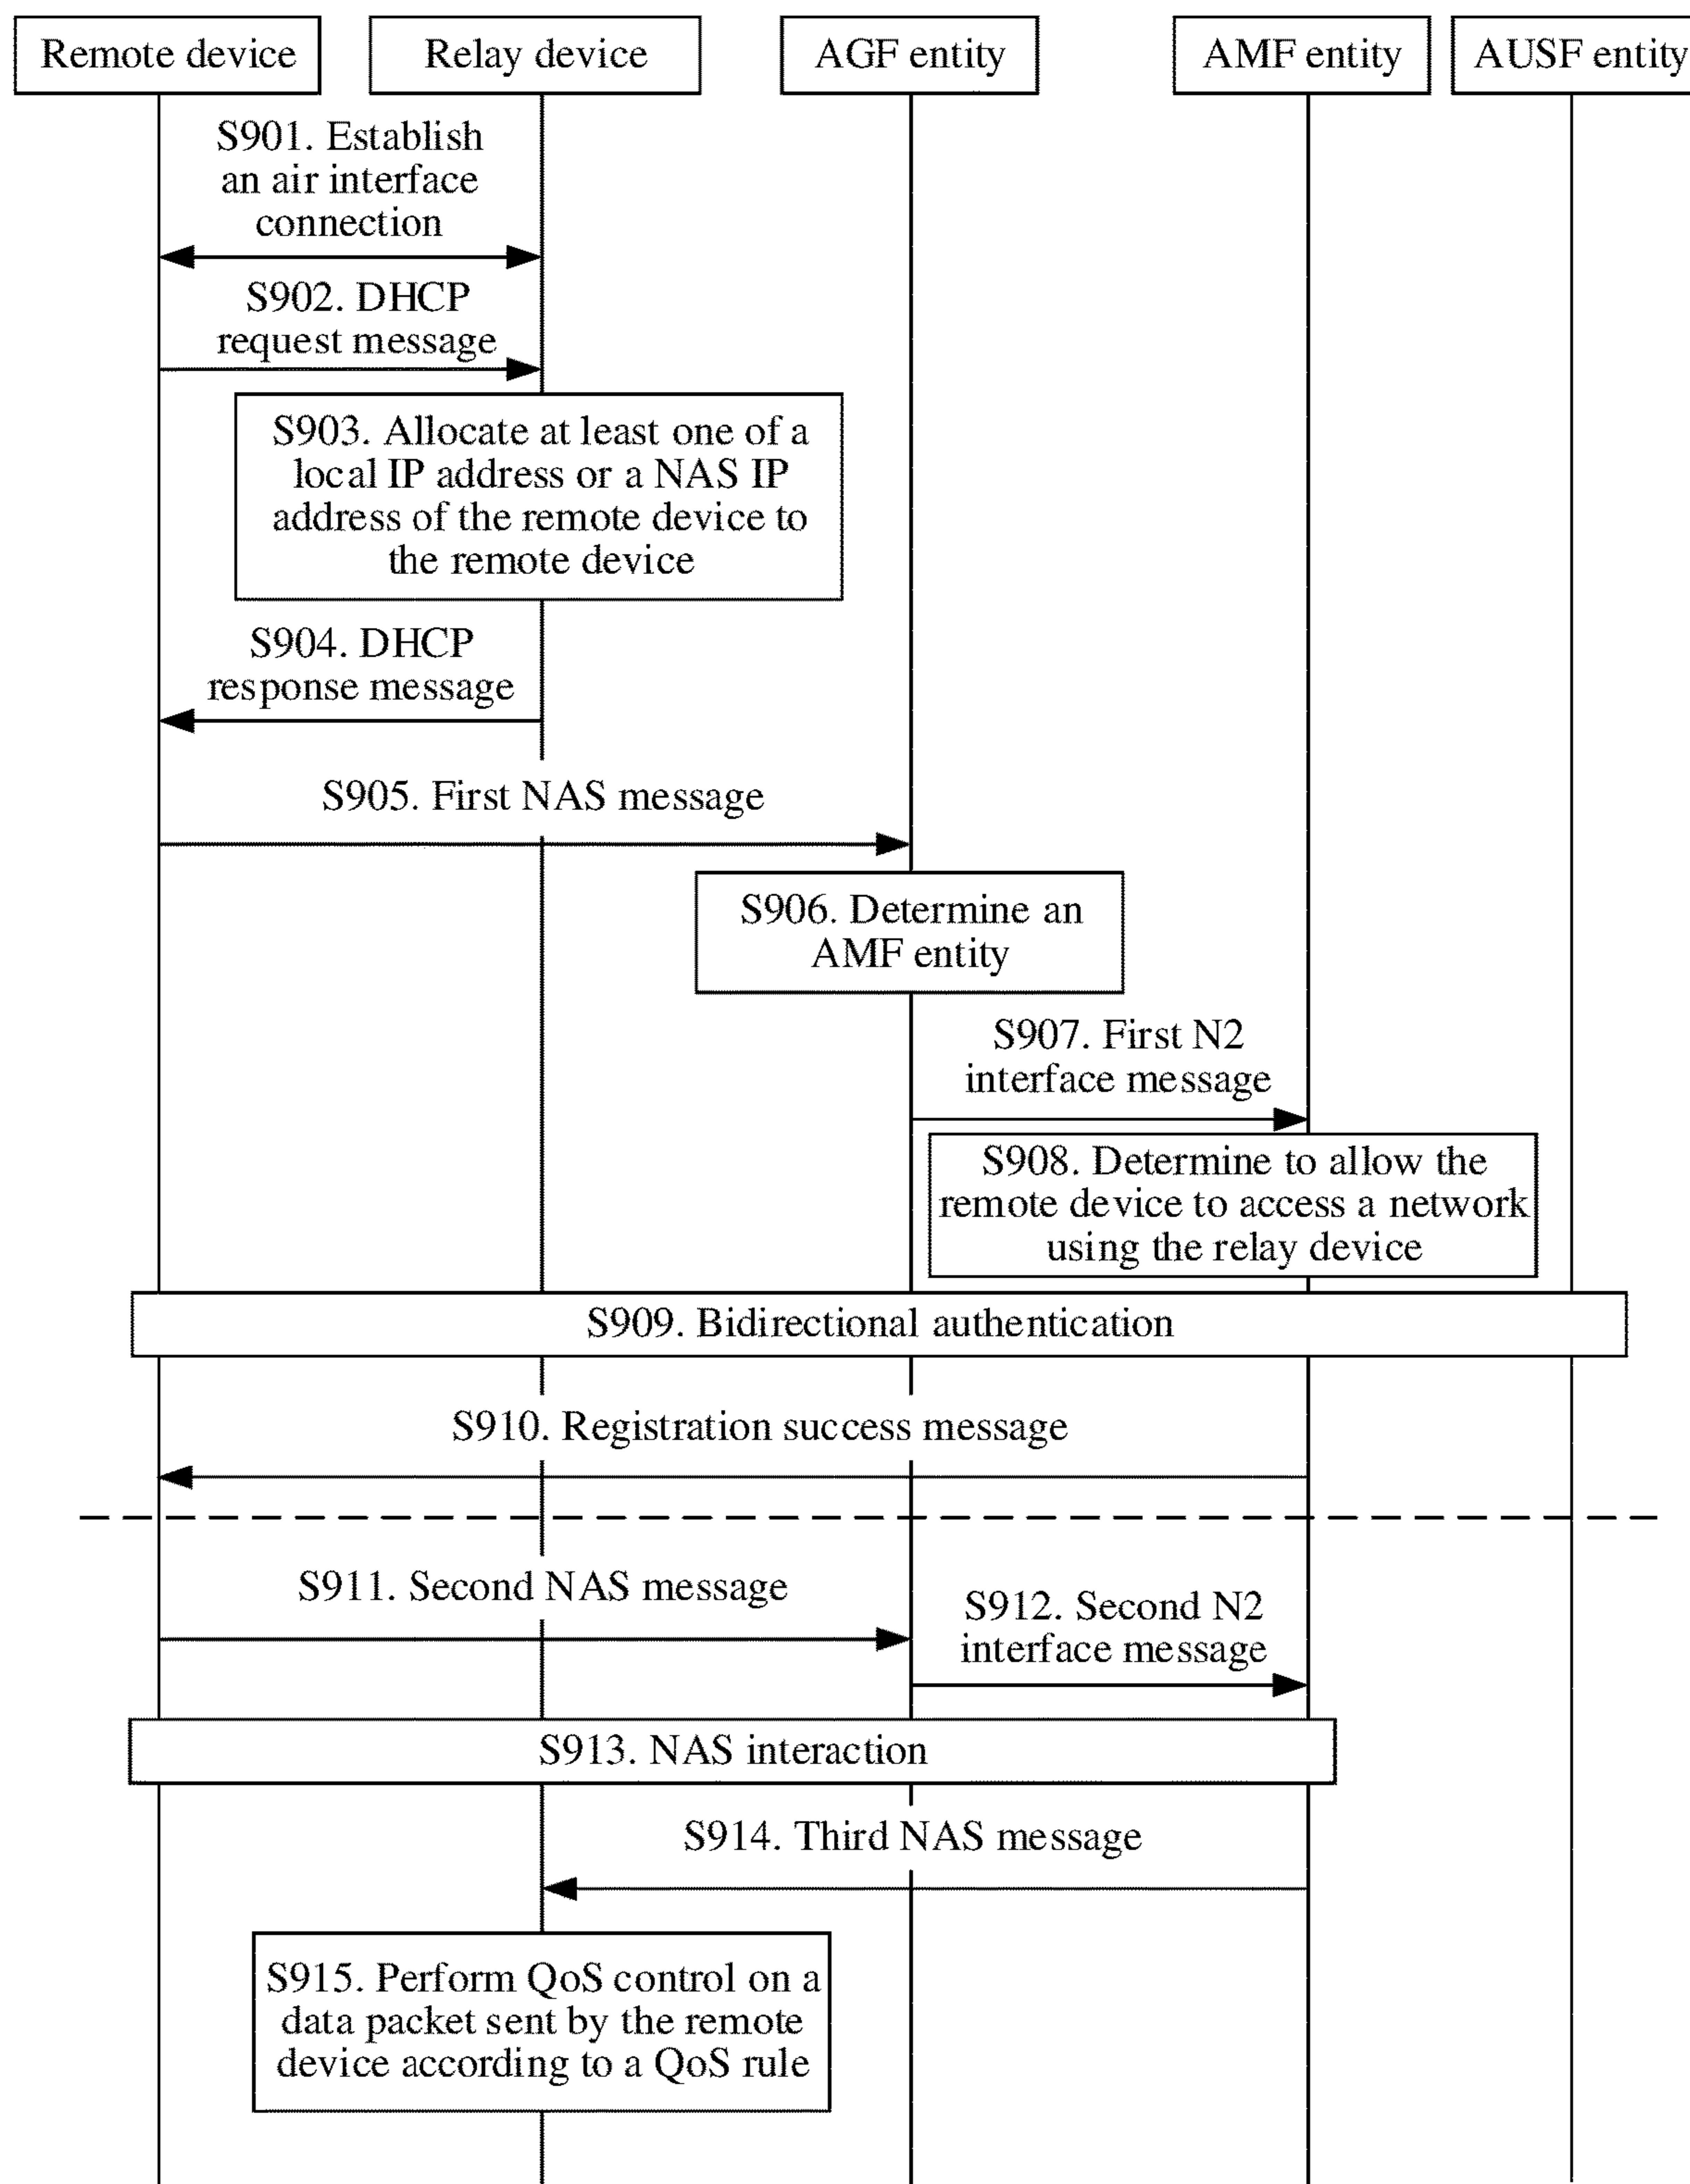 Remote device
Relay device
AGF entity
AMF entity
AUSF entity
S901. Establish
an air interface
connection
S902. DHCP
request message
S903. Allocate at least one of a
local IP address or a NAS IP
address of the remote device to
the remote device
S904. DHCP
response message
S905. First NAS message
S906. Determine an
AMF entity
S907. First N2
interface message
S908. Determine to allow the
remote device to access a network
using the relay device
S909. Bidirectional authentication
S910. Registration success message
S911. Second NAS message
S912. Second N2
interface message
S913. NAS interaction
S914. Third NAS message
S915. Perform QoS control on a
data packet sent by the remote
device according to a QoS rule